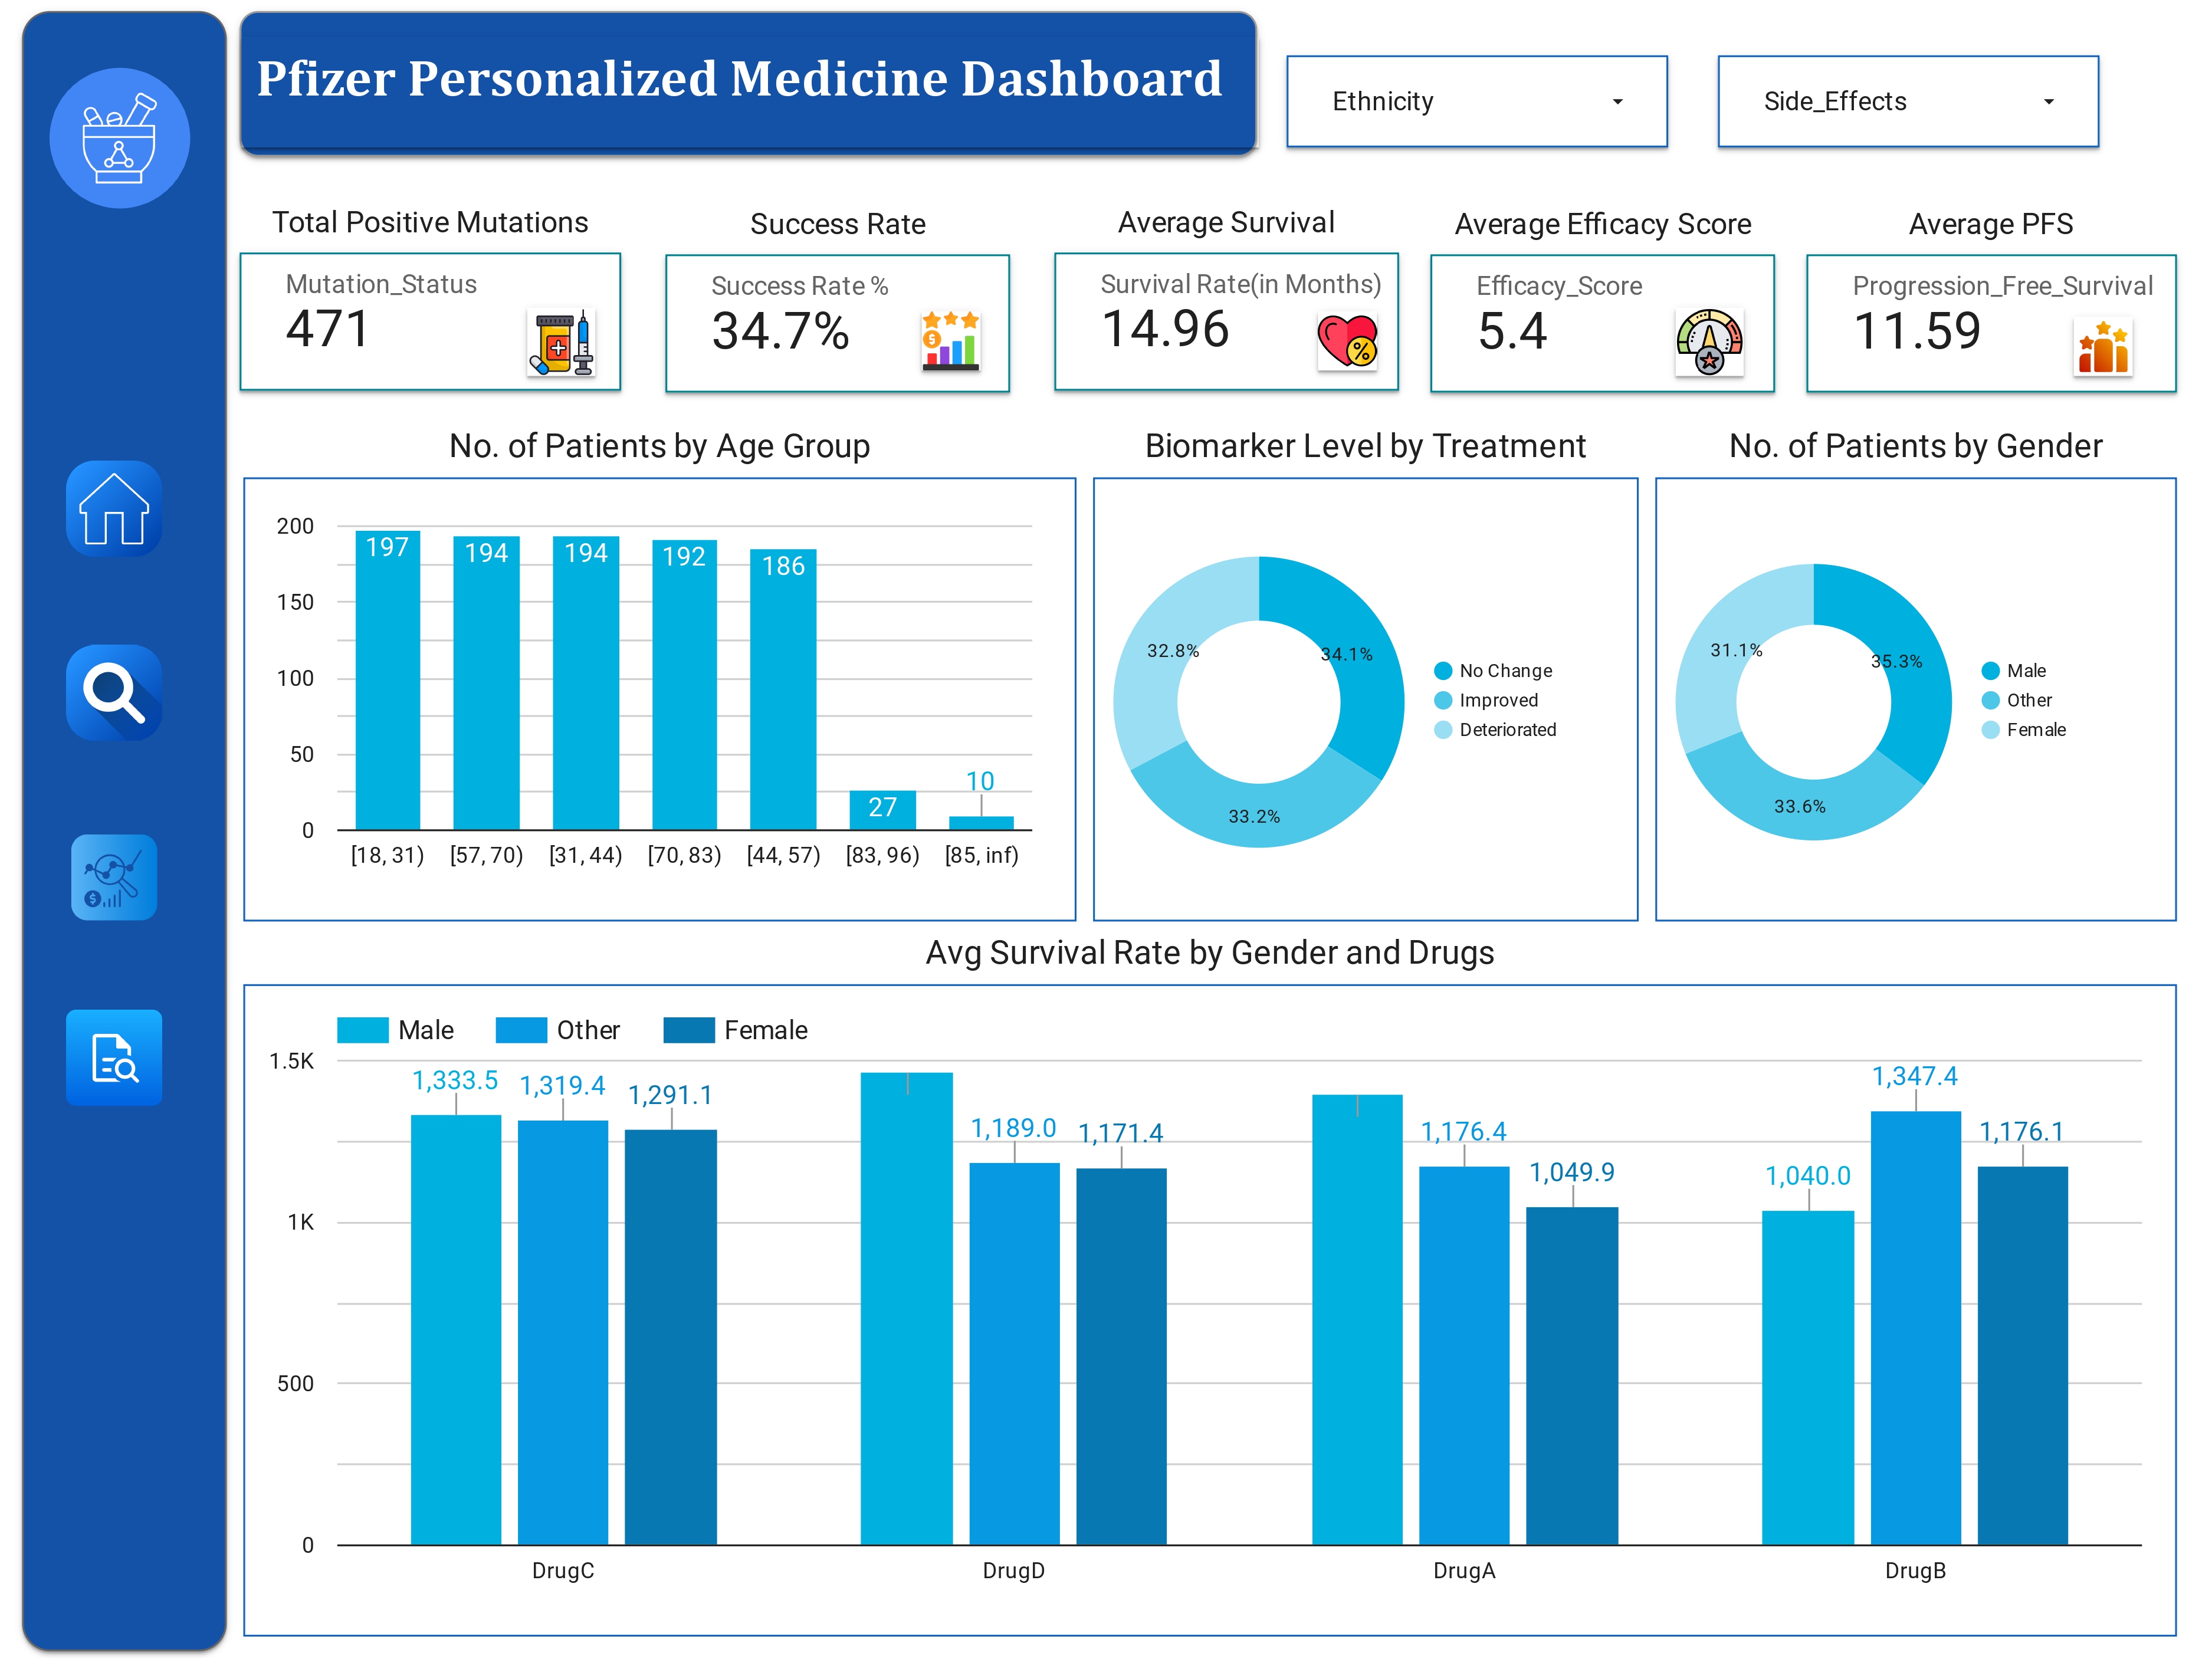 Pfizer Personalized Medicine Dashboard
Ethnicity
Side_Effects
Total Positive Mutations
Success Rate
Average Survival
Average Efficacy Score
Average PFS
Mutation_Status
471
Success Rate %
34.7%
Survival Rate(in Months)
14.96
Efficacy_Score
5.4
Progression_Free_Survival
11.59
No. of Patients by Age Group
200
150
100
50
0
197
194
194
192
186
27
10
[18, 31)
[57, 70)
[31, 44)
[70, 83)
[44, 57)
[83, 96)
[85, inf)
Biomarker Level by Treatment
32.8%
34.1%
33.2%
No Change
Improved
Deteriorated
No. of Patients by Gender
31.1%
35.3%
33.6%
Male
Other
Female
Avg Survival Rate by Gender and Drugs
Male
Other
Female
1.5K
1K
500
0
1,333.5
1,319.4
1,291.1
1,189.0
1,171.4
1,176.4
1,049.9
1,040.0
1,347.4
1,176.1
DrugC
DrugD
DrugA
DrugB